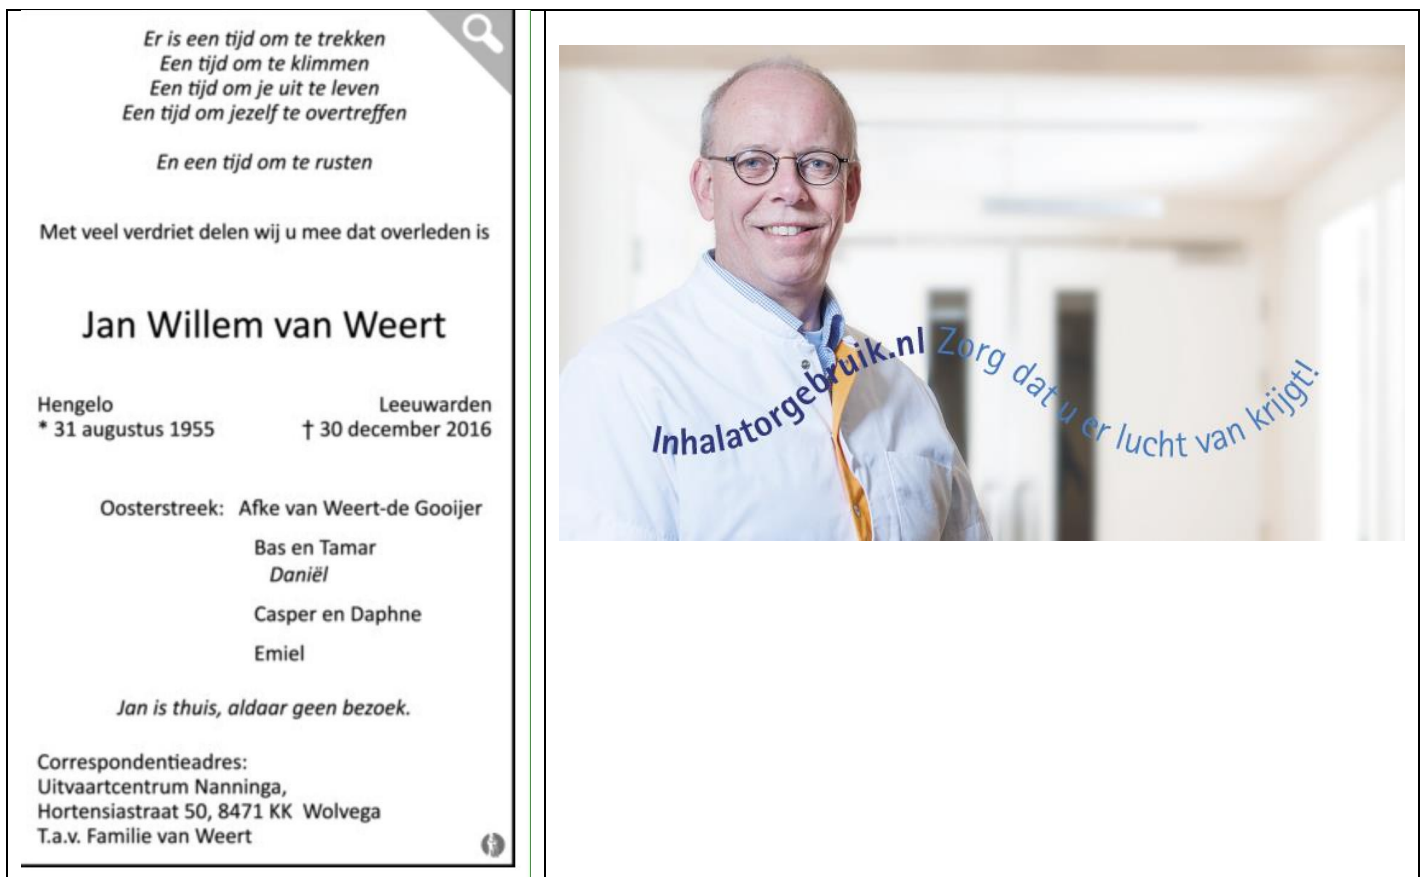 Er is een tijd om te trekken
Een tijd om te klimmen
Een tijd om je uit te leven
Een tijd om jezelf te overtreffen
En een tijd om te rusten
Met veel verdriet delen wij u mee dat overleden is
Jan Willem van Weert
Hengelo Leeuwarden
* 31 augustus 1955 † 30 december 2016
Oosterstreek: Afke van Weert-de Gooijer
Bas en Tamar
Daniël
Casper en Daphne
Emiel
Jan is thuis, aldaar geen bezoek.
Correspondentieadres:
Uitvaartcentrum Nanninga,
Hortensiastraat 50, 8471 KK Wolvega
T.a.v. Familie van Weert
Inhalatorgebruik.nl Zorg dat u er lucht van krijgt!